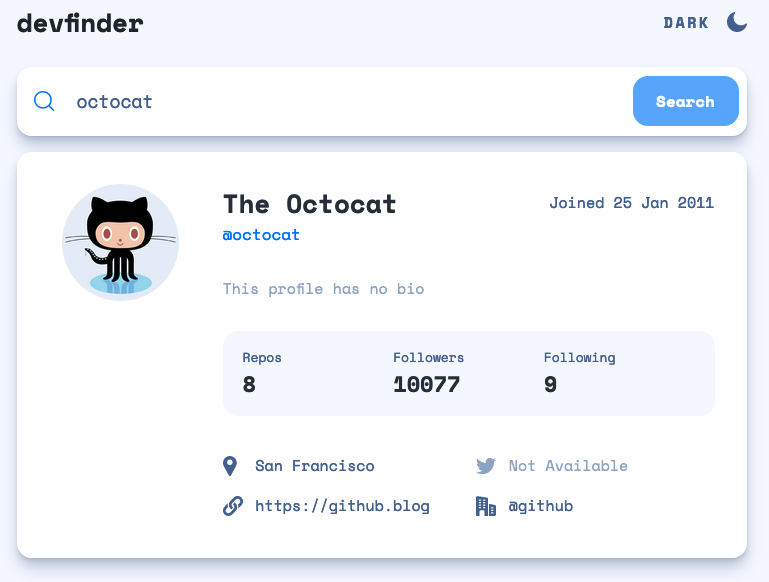 devfinder
DARK
octocat
Search
The Octocat
Joined 25 Jan 2011
@octocat
This profile has no bio
Repos
Followers
Following
8
10077
9
San Francisco
Not Available
https://github.blog
@github